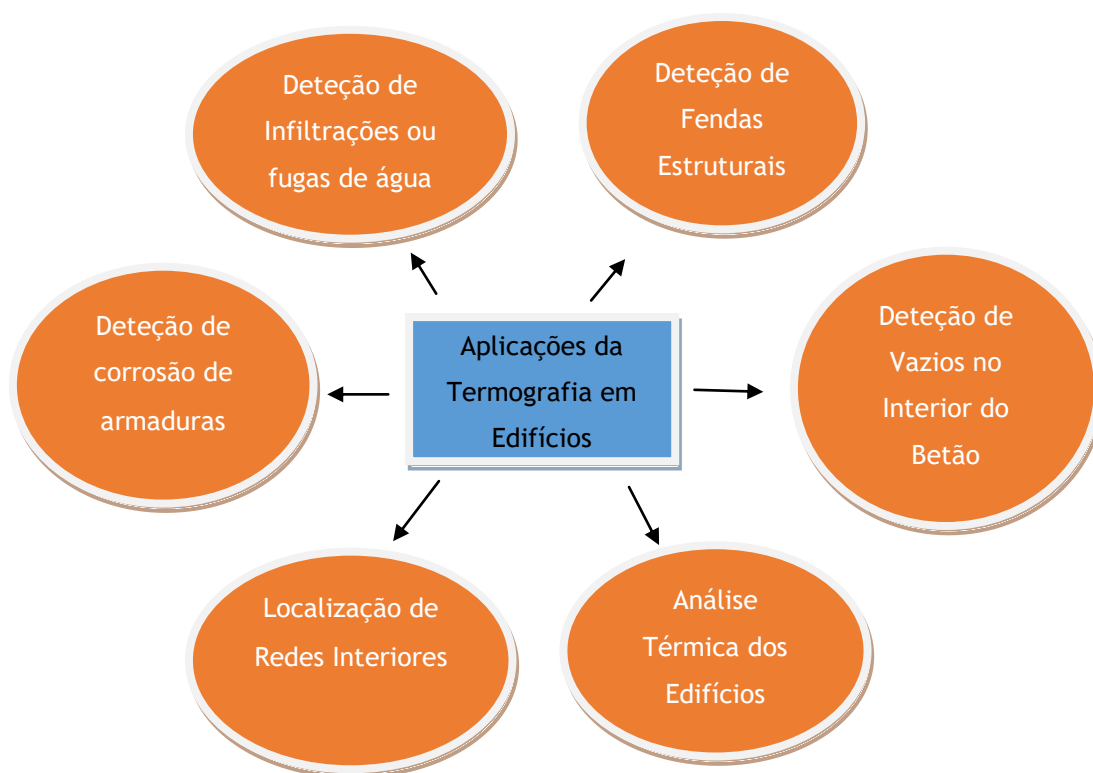 Deteção de
Infiltrações ou
fugas de água
Deteção de
Fendas
Estruturais
Deteção de
corrosão de
armaduras
Aplicações da
Termografia em
Edifícios
Deteção de
Vazios no
Interior do
Betão
Localização de
Redes Interiores
Análise
Térmica dos
Edifícios